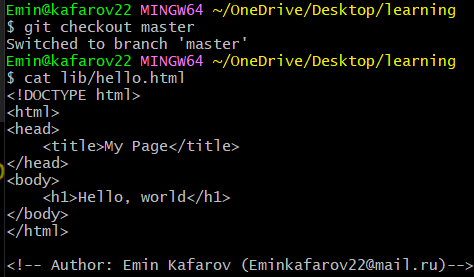 Emin@kafarov22 MINGW64 ~/OneDrive/Desktop/learning
$ git checkout master
Switched to branch 'master'
Emin@kafarov22 MINGW64 ~/OneDrive/Desktop/learning
$ cat lib/hello.html
<!DOCTYPE html>
<html>
<head>
    <title>My Page</title>
</head>
<body>
    <h1>Hello, world</h1>
</body>
</html>

<!-- Author: Emin Kafarov (Eminkafarov22@mail.ru)-->